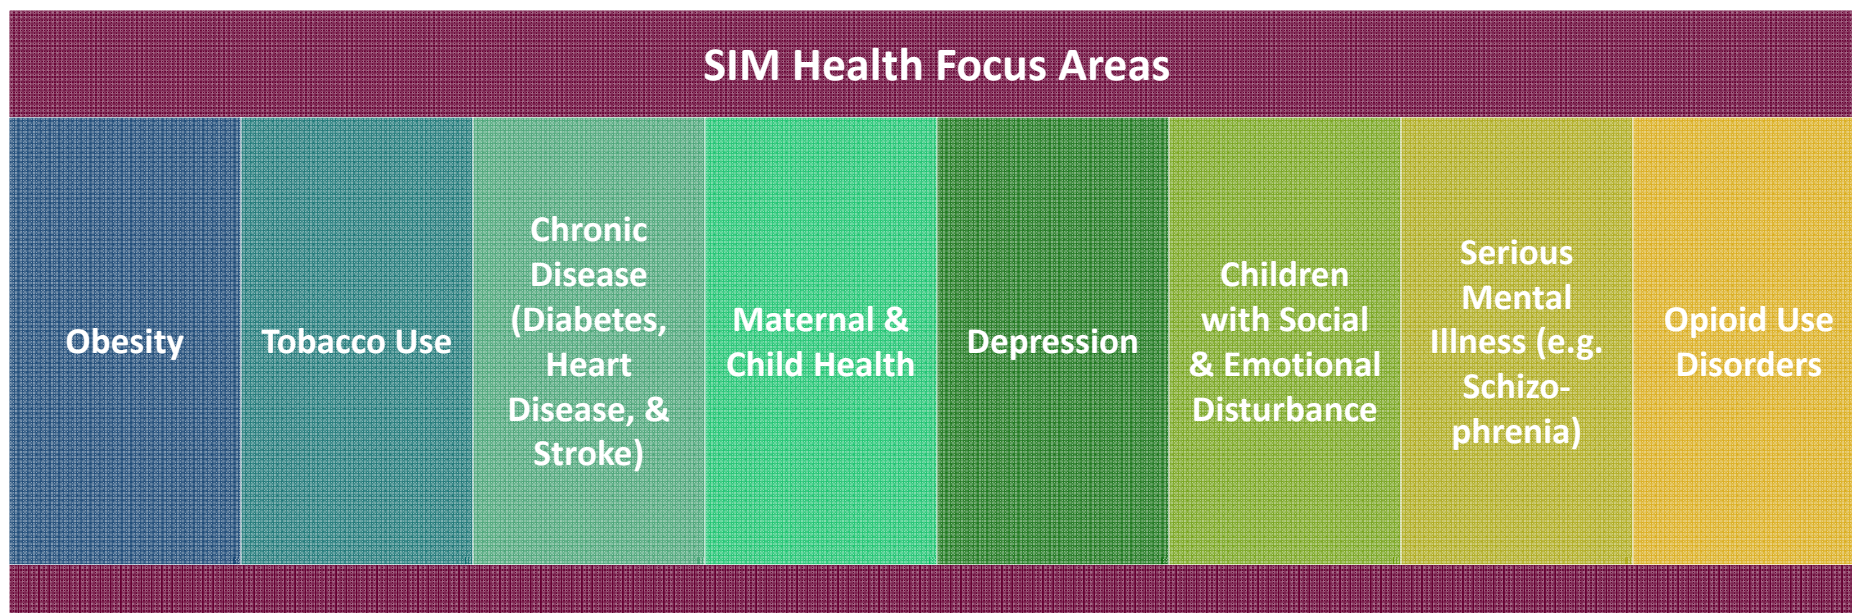 SIM Health Focus Areas
Obesity
Tobacco Use
Chronic
Disease
(Diabetes,
Heart
Disease, &
Stroke)
Maternal &
Child Health
Depression
Children
with Social
& Emotional
Disturbance
Serious
Mental
Illness (e.g.
Schizo-
phrenia)
Opioid Use
Disorders